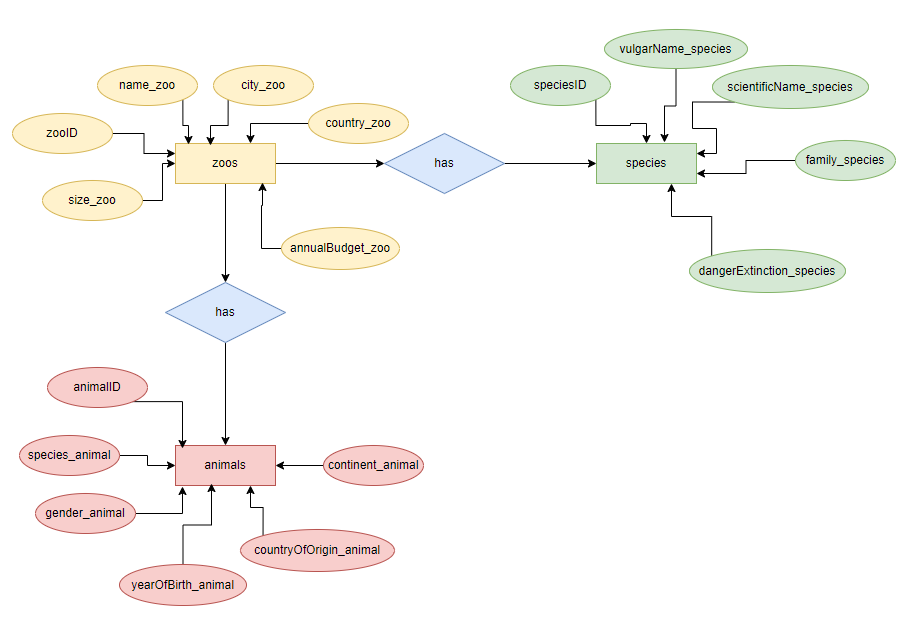 vulgarName_species
name_zoo
city_zoo
speciesID
scientificName_species
country_zoo
zooID
zoos
has
species
family_species
size_zoo
annualBudget_zoo
dangerExtinction_species
has
animalID
species_animal
animals
continent_animal
gender_animal
countryOfOrigin_animal
yearOfBirth_animal